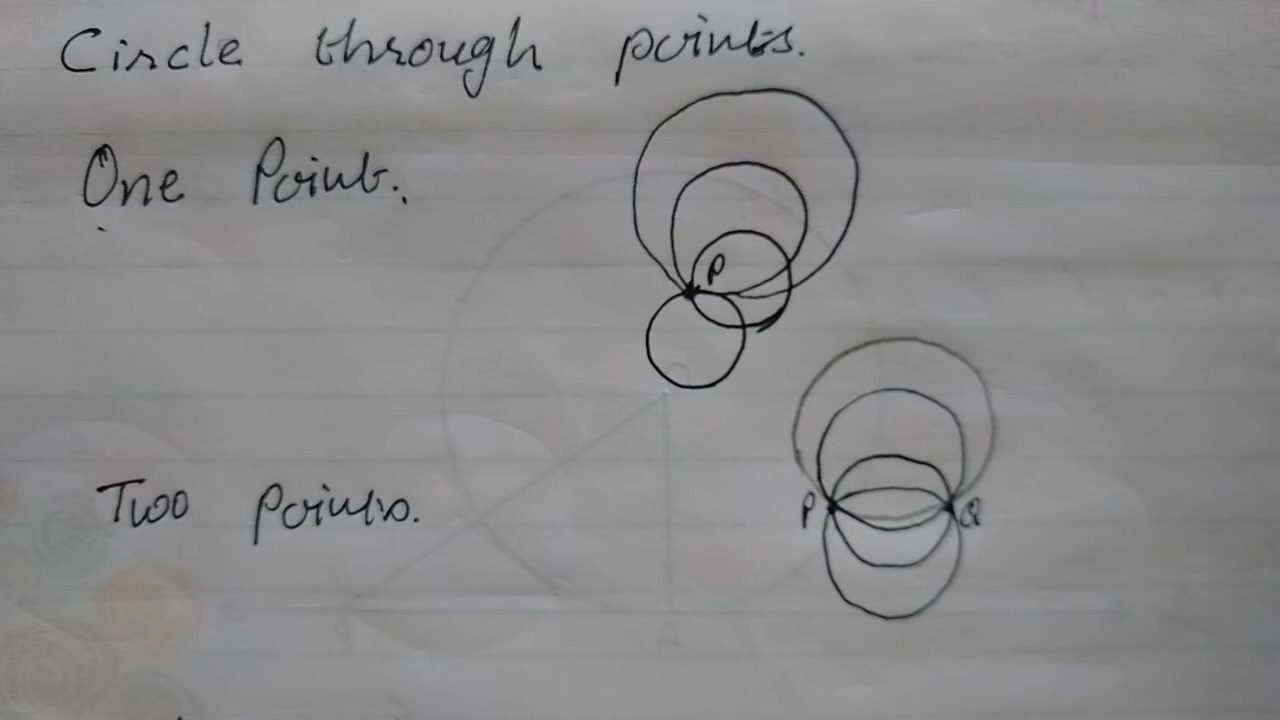 Circle through points.
One Point.
P
Two points.
P
Q